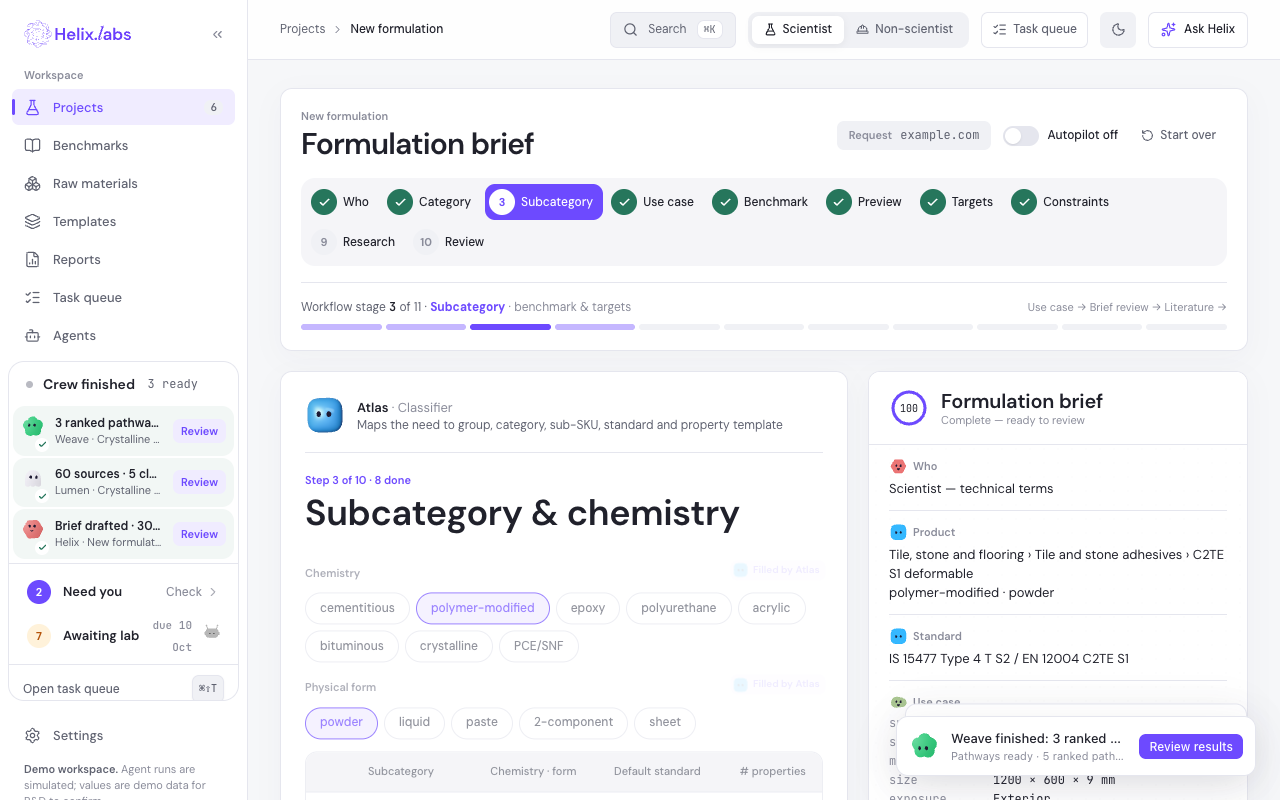 Helix.labs
Workspace
Projects 6
Benchmarks
Raw materials
Templates
Reports
Task queue
Agents
Crew finished 3 ready
3 ranked pathwa...
Weave · Crystalline ...
Review
60 sources · 5 cl...
Lumen · Crystalline ...
Review
Brief drafted · 30...
Helix · New formulat...
Review
2 Need you Check
7 Awaiting lab due 10 Oct
Open task queue ⌘⇧T
Settings
Demo workspace. Agent runs are
simulated; values are demo data for
Projects > New formulation
Search ⌘K
Scientist Non-scientist
Task queue
Ask Helix
New formulation
Formulation brief
Request example.com
Autopilot off
Start over
Who Category 3 Subcategory Use case Benchmark Preview Targets Constraints
9 Research 10 Review
Workflow stage 3 of 11 · Subcategory · benchmark & targets
Use case → Brief review → Literature →
Atlas · Classifier
Maps the need to group, category, sub-SKU, standard and property template
Step 3 of 10 · 8 done
Subcategory & chemistry
Chemistry Filled by Atlas
cementitious polymer-modified epoxy polyurethane acrylic
bituminous crystalline PCE/SNF
Physical form Filled by Atlas
powder liquid paste 2-component sheet
Subcategory Chemistry · form Default standard # properties
100
Formulation brief
Complete — ready to review
Who
Scientist — technical terms
Product
Tile, stone and flooring › Tile and stone adhesives › C2TE
S1 deformable
polymer-modified · powder
Standard
IS 15477 Type 4 T S2 / EN 12004 C2TE S1
Use case
size 1200 × 600 × 9 mm
exposure Exterior
Weave finished: 3 ranked ...
Pathways ready · 5 ranked path...
Review results